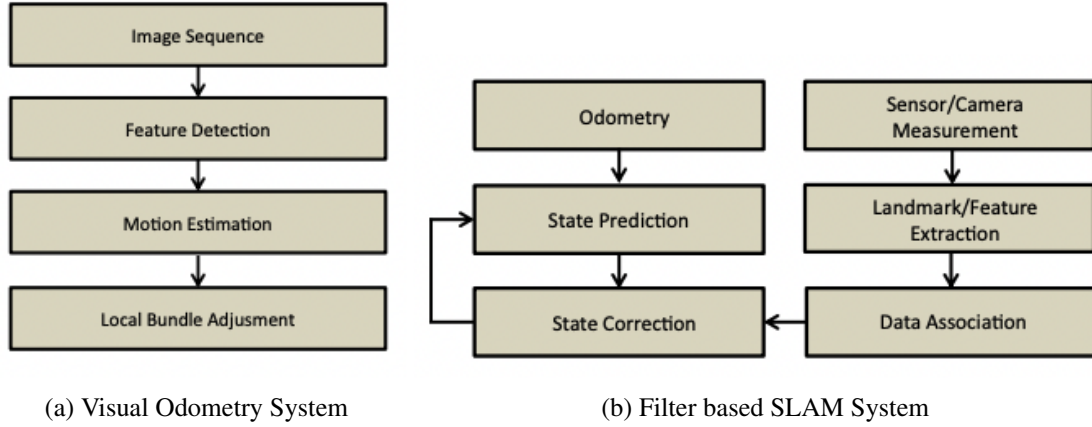 Image Sequence
Feature Detection
Motion Estimation
Local Bundle Adjusment
(a) Visual Odometry System
Odometry
State Prediction
State Correction
Sensor/Camera
Measurement
Landmark/Feature
Extraction
Data Association
(b) Filter based SLAM System